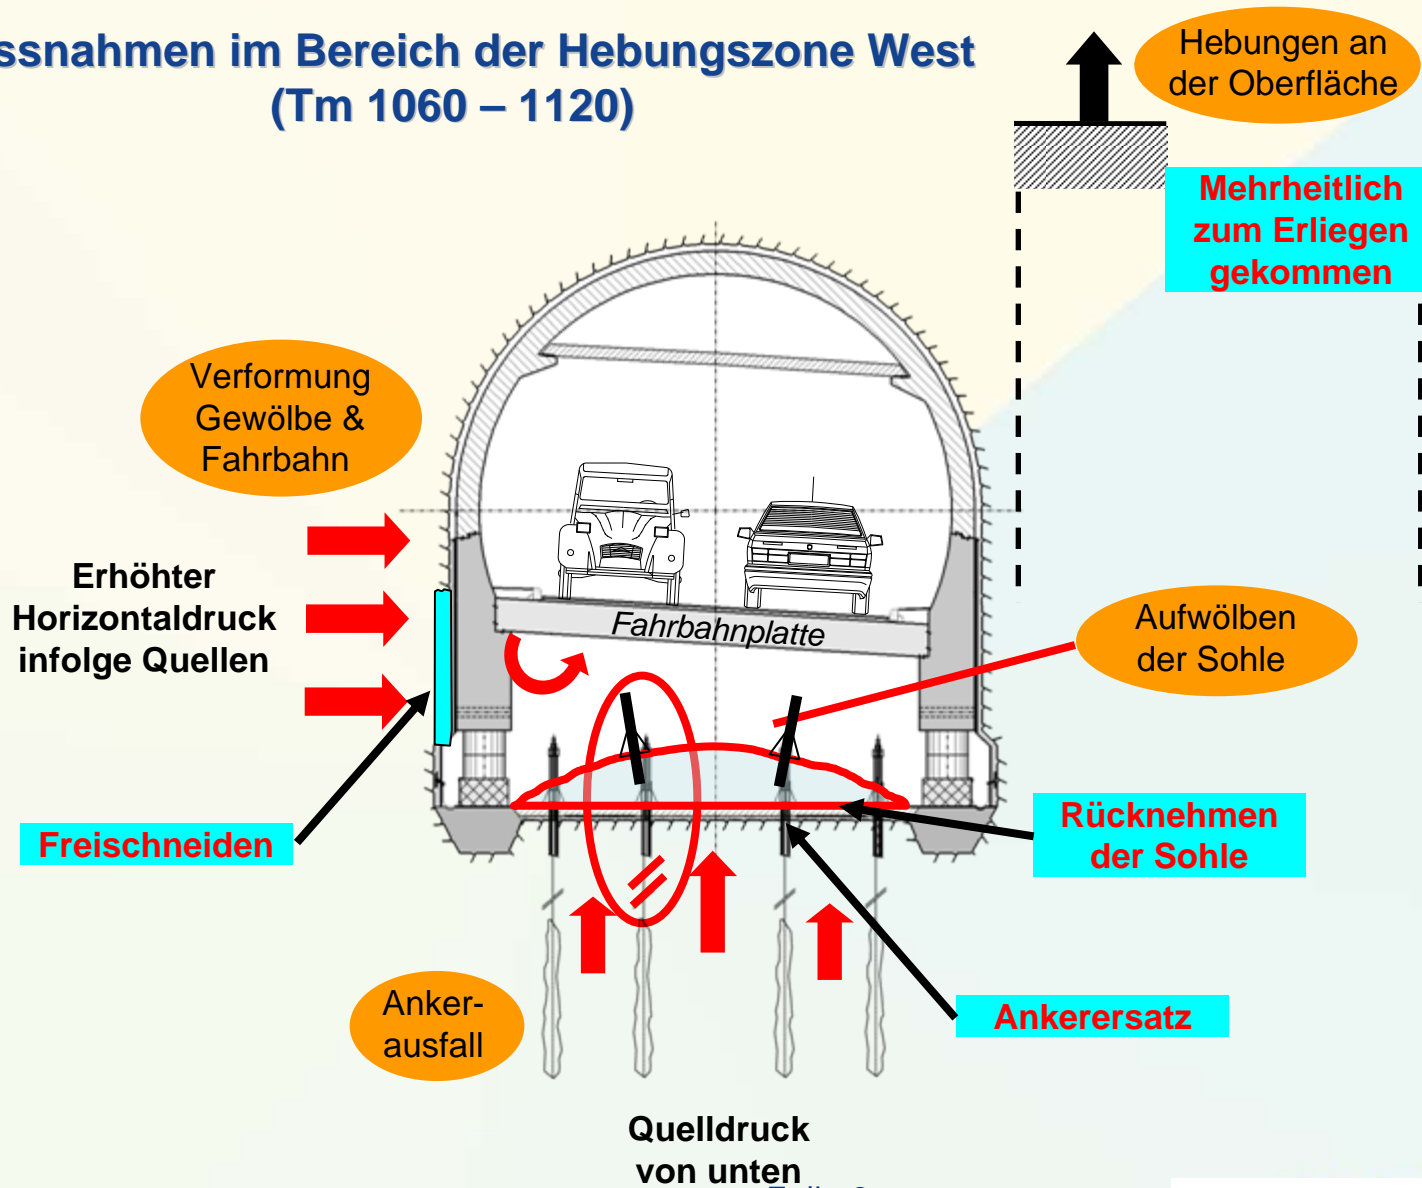 ssnahmen im Bereich der Hebungszone West
(Tm 1060 – 1120)
Hebungen an
der Oberfläche
Mehrheitlich
zum Erliegen
gekommen
Verformung
Gewölbe &
Fahrbahn
Erhöhter
Horizontaldruck
infolge Quellen
Fahrbahnplatte
Aufwölben
der Sohle
Freischneiden
Rücknehmen
der Sohle
Anker-
ausfall
Ankerersatz
Quelldruck
von unten